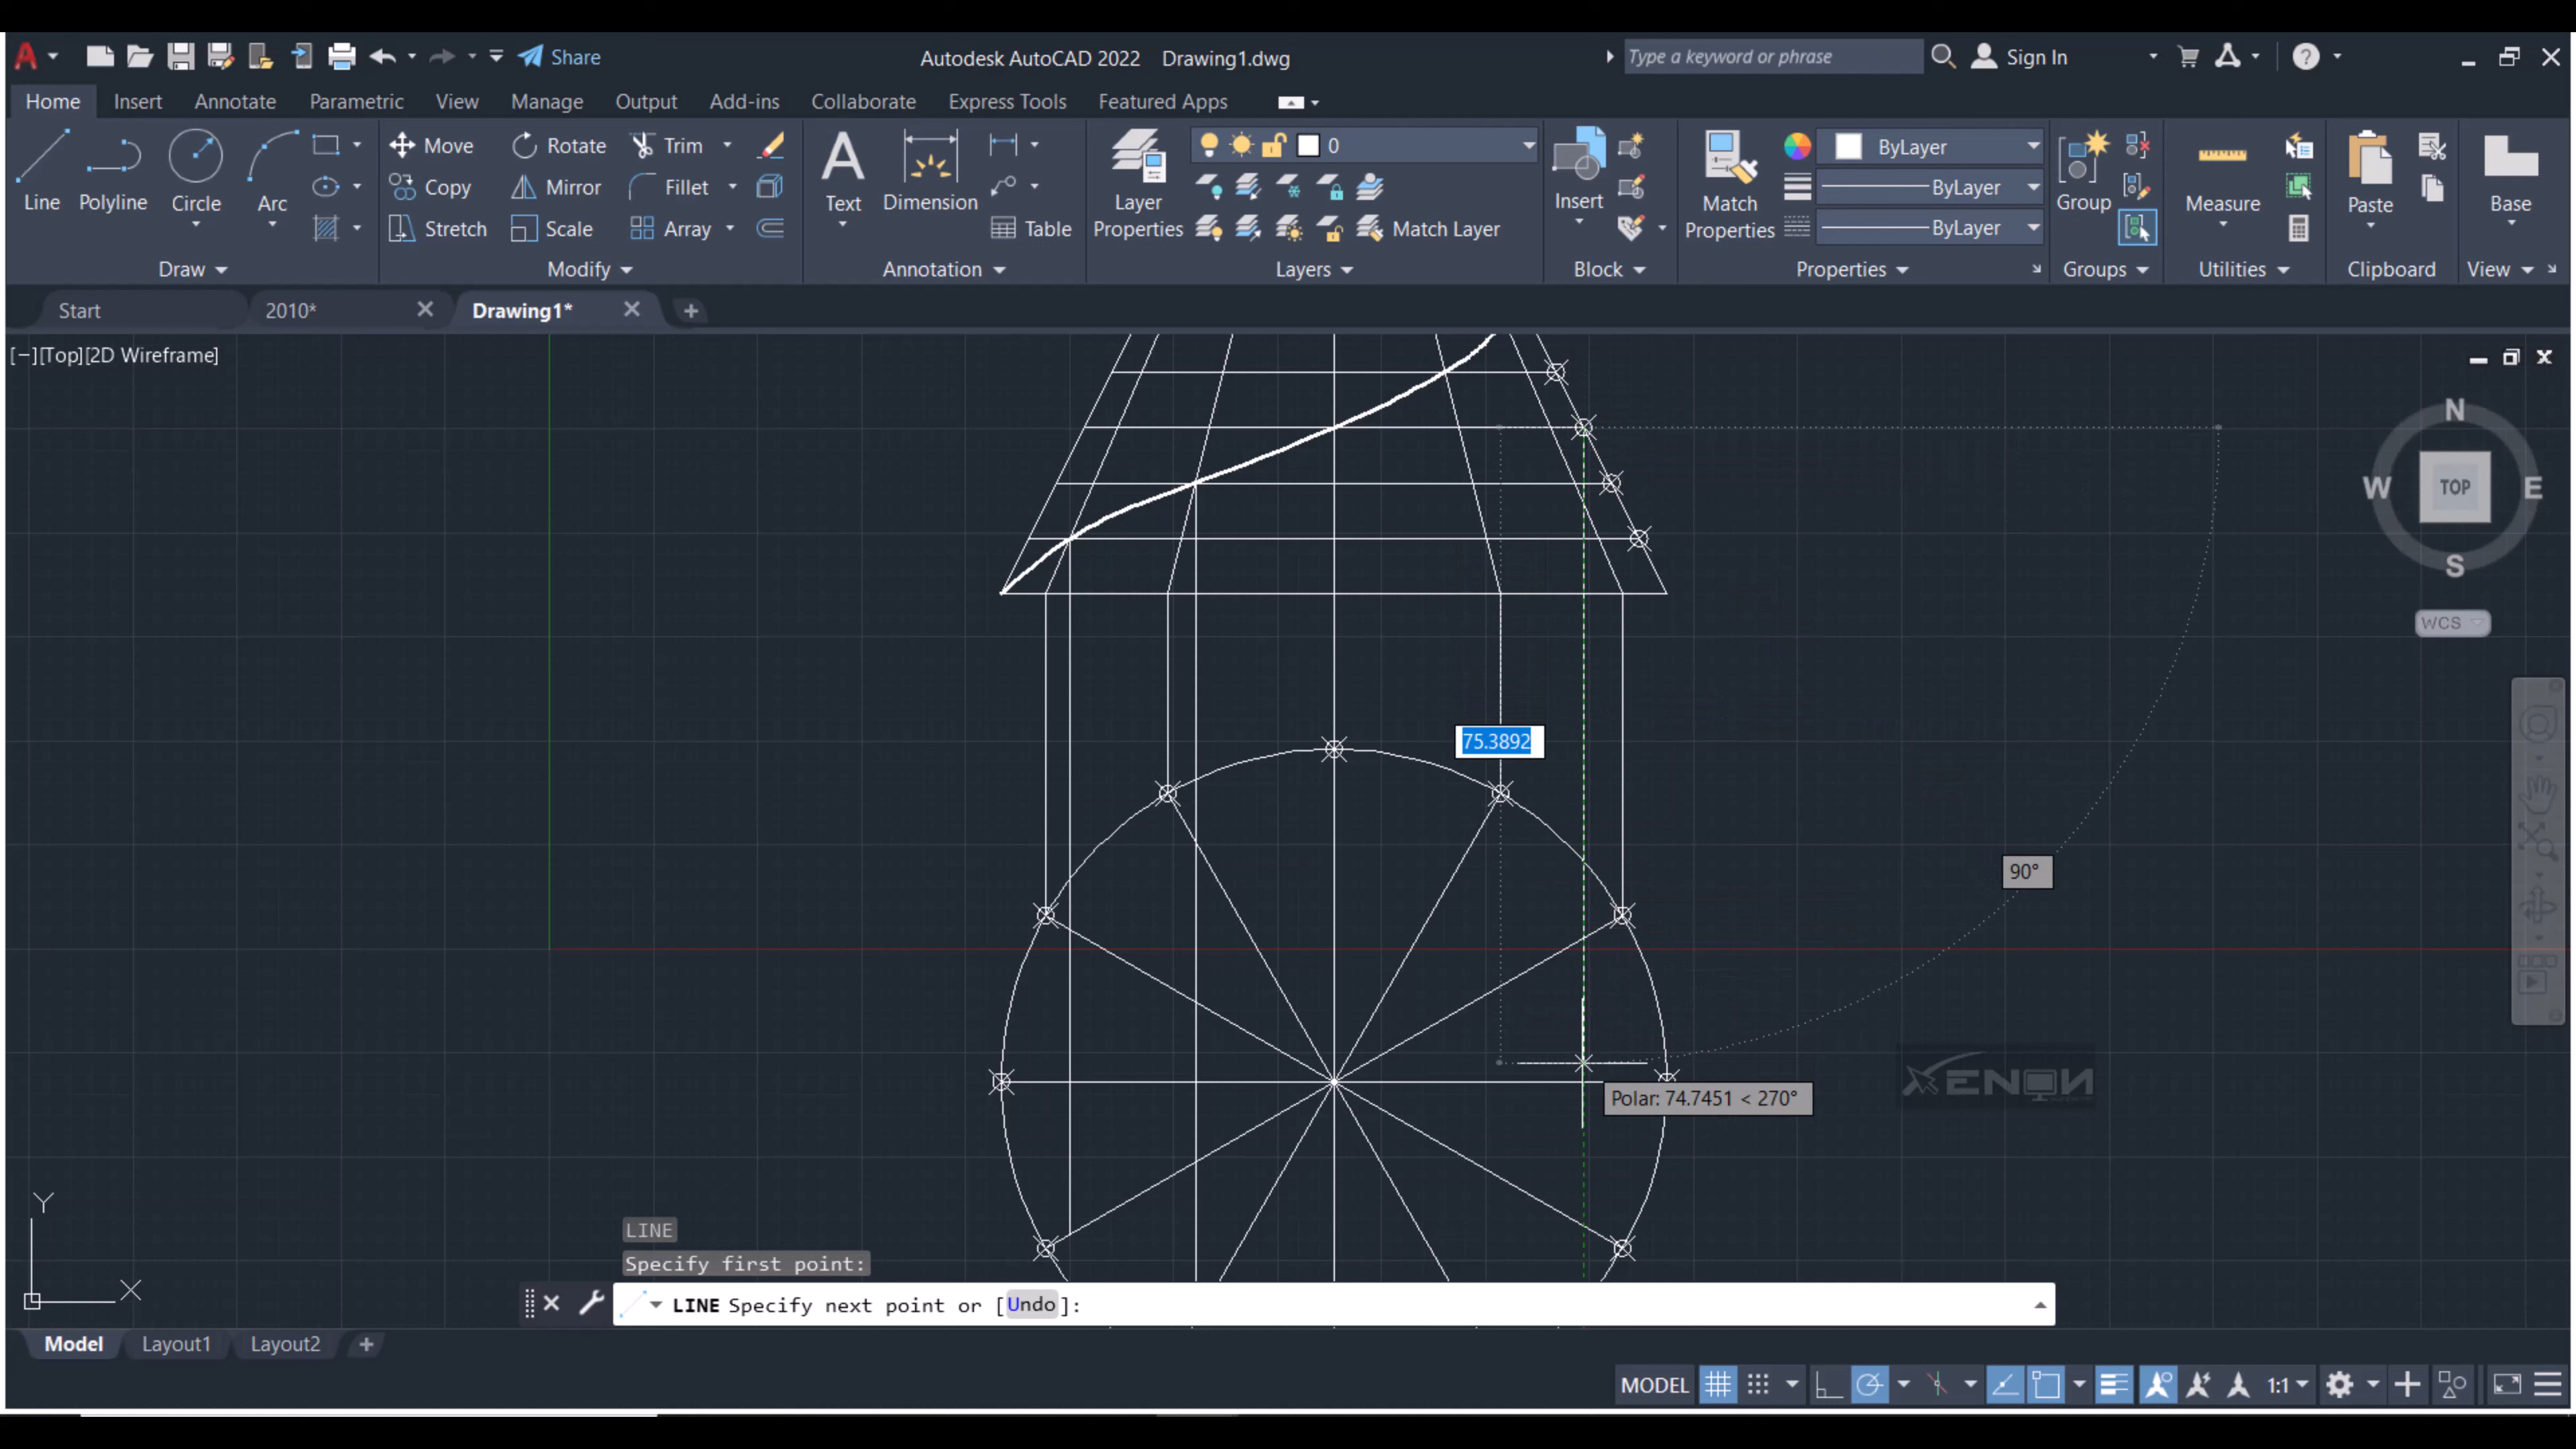 Share
Autodesk AutoCAD 2022 Drawing1.dwg
Type a keyword or phrase
Sign In
Home Insert Annotate Parametric View Manage Output Add-ins Collaborate Express Tools Featured Apps
Line
Polyline
Circle
Arc
Move
Copy
Stretch
Rotate
Mirror
Scale
Trim
Fillet
Array
Text
Dimension
Table
Layer
Properties
0
Match Layer
Insert
Match
Properties
ByLayer
ByLayer
ByLayer
Group
Measure
Paste
Base
Draw Modify Annotation Layers Block Properties Groups Utilities Clipboard View
Start 2010* Drawing1*
[−][Top][2D Wireframe]
N
W TOP E
S
WCS
75.3892
90°
XENON
Polar: 74.7451 < 270°
Y
X
LINE
Specify first point:
LINE Specify next point or [Undo]:
Model Layout1 Layout2
MODEL 1:1